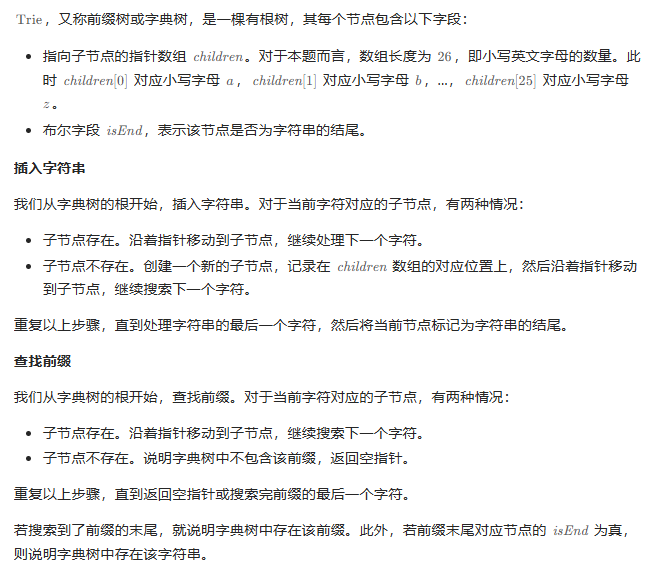 Trie，又称前缀树或字典树，是一棵有根树，其每个节点包含以下字段：
指向子节点的指针数组 children。对于本题而言，数组长度为 26，即小写英文字母的数量。此
时 children[0] 对应小写字母 a，children[1] 对应小写字母 b，…，children[25] 对应小写字母
z。
布尔字段 isEnd，表示该节点是否为字符串的结尾。
插入字符串
我们从字典树的根开始，插入字符串。对于当前字符对应的子节点，有两种情况：
子节点存在。沿着指针移动到子节点，继续处理下一个字符。
子节点不存在。创建一个新的子节点，记录在 children 数组的对应位置上，然后沿着指针移动
到子节点，继续搜索下一个字符。
重复以上步骤，直到处理字符串的最后一个字符，然后将当前节点标记为字符串的结尾。
查找前缀
我们从字典树的根开始，查找前缀。对于当前字符对应的子节点，有两种情况：
子节点存在。沿着指针移动到子节点，继续搜索下一个字符。
子节点不存在。说明字典树中不包含该前缀，返回空指针。
重复以上步骤，直到返回空指针或搜索完前缀的最后一个字符。
若搜索到了前缀的末尾，就说明字典树中存在该前缀。此外，若前缀末尾对应节点的 isEnd 为真，
则说明字典树中存在该字符串。